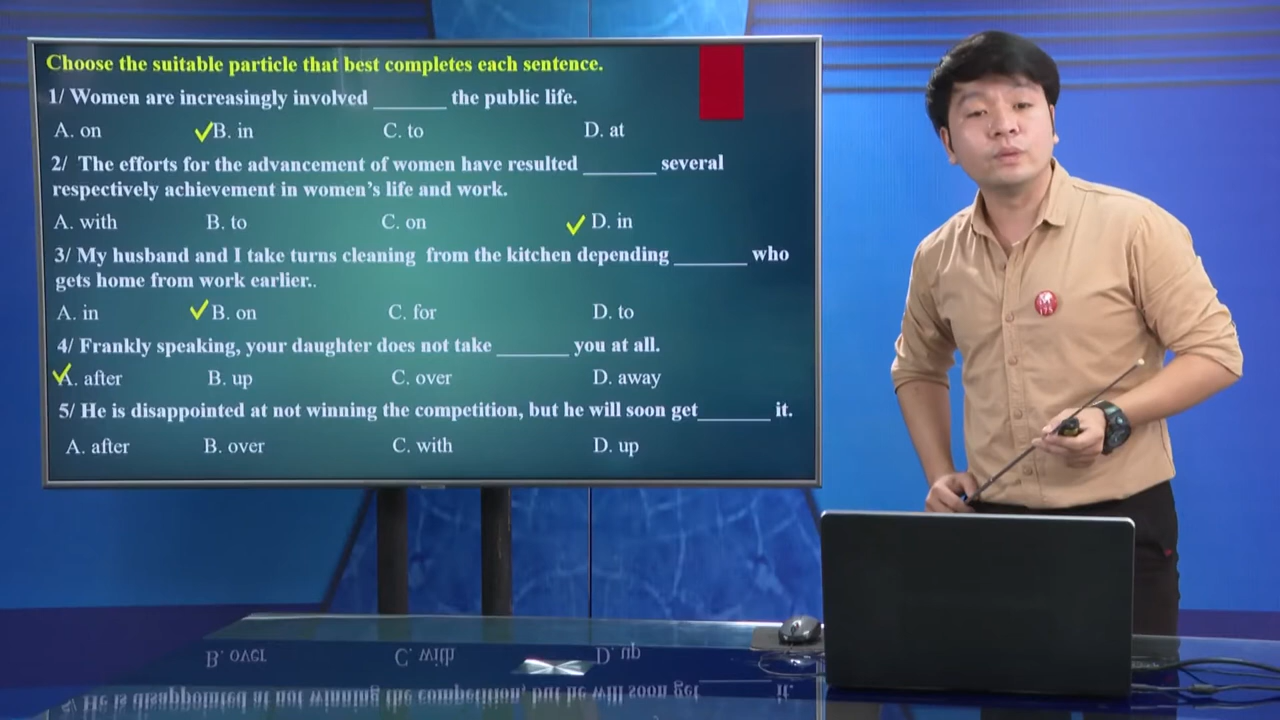 Choose the suitable particle that best completes each sentence.
1/ Women are increasingly involved _______ the public life.
A. on B. in C. to D. at
2/ The efforts for the advancement of women have resulted _______ several
respectively achievement in women's life and work.
A. with B. to C. on D. in
3/ My husband and I take turns cleaning from the kitchen depending _______ who
gets home from work earlier..
A. in B. on C. for D. to
4/ Frankly speaking, your daughter does not take _______ you at all.
A. after B. up C. over D. away
5/ He is disappointed at not winning the competition, but he will soon get_______ it.
A. after B. over C. with D. up